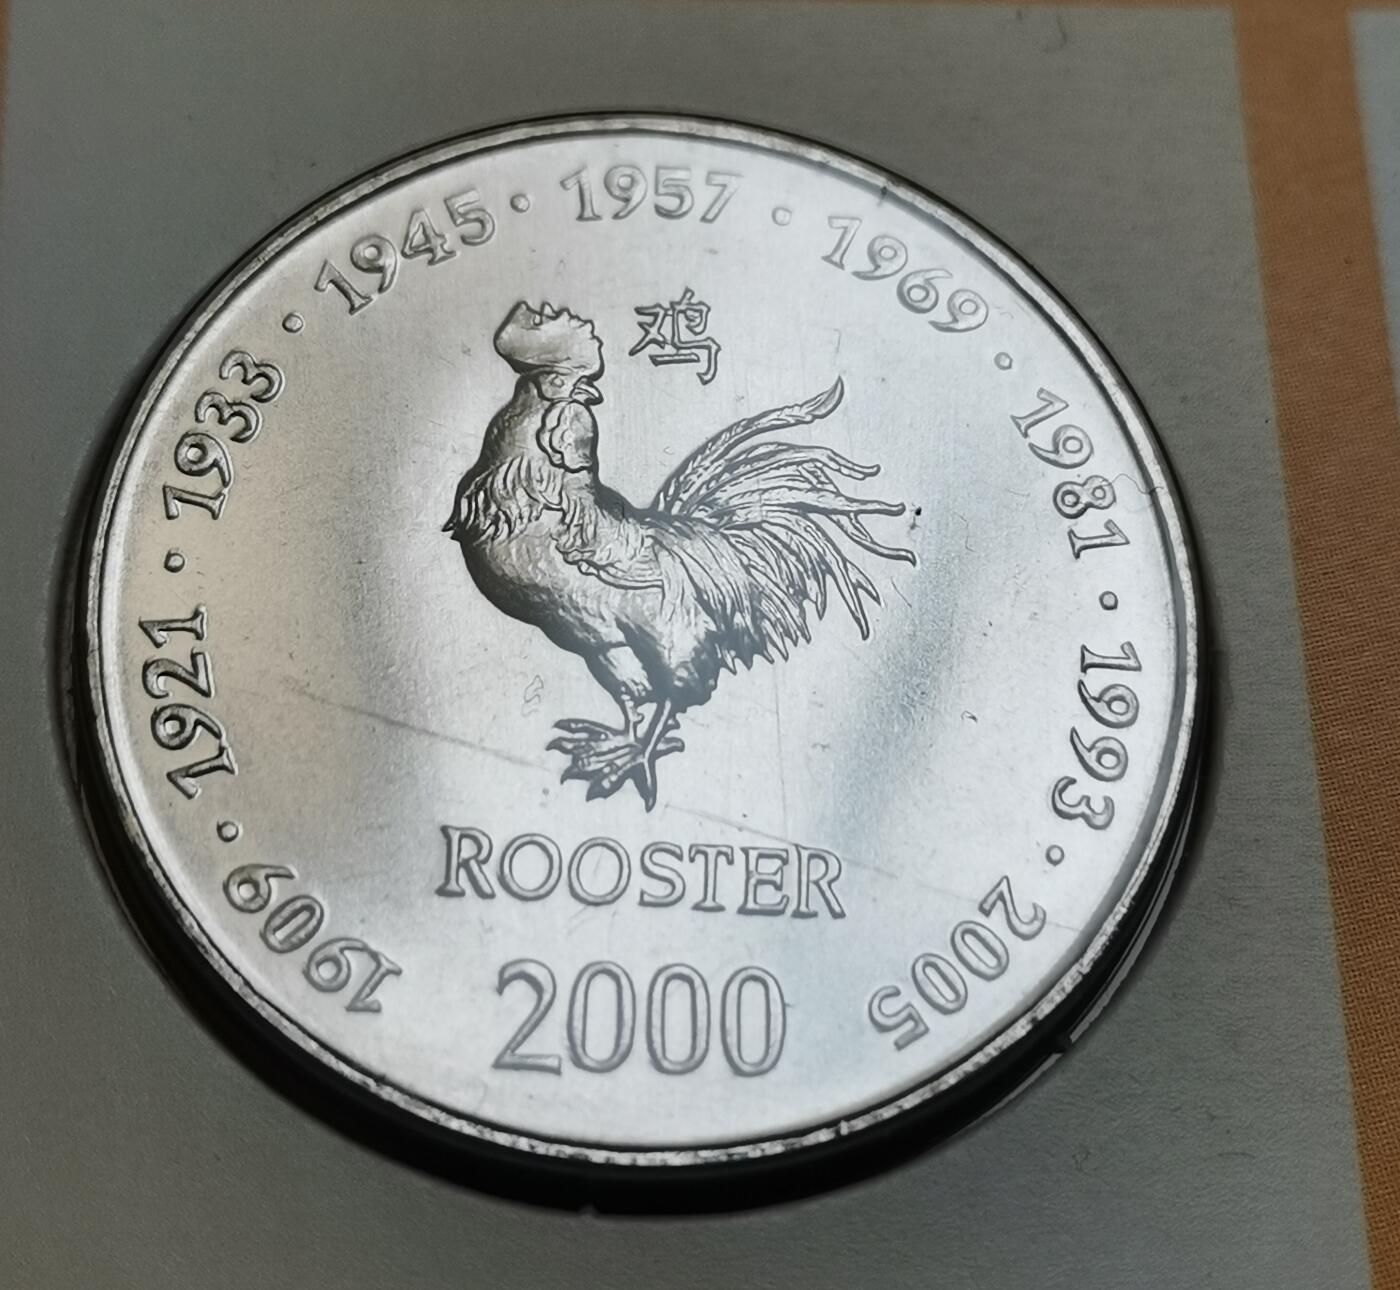 1909 · 1921 · 1933 · 1945 · 1957 · 1969 · 1981 · 1993 · 2005
鸡
ROOSTER
2000